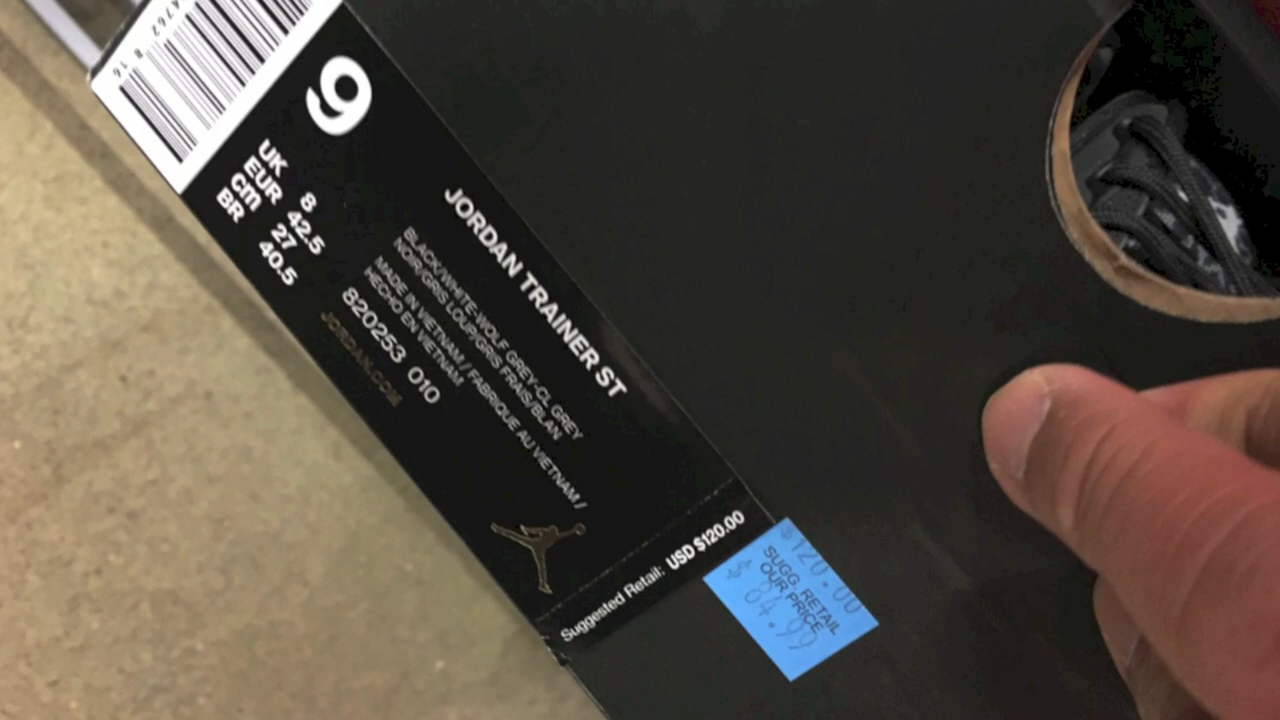 9
UK 8
EUR 42.5
cm 27
BR 40.5
JORDAN TRAINER ST
BLACK/WHITE-WOLF GREY-CL GREY
NOIR/GRIS LOUP/GRIS FRAIS/BLAN
MADE IN VIETNAM / FABRIQUE AU VIETNAM /
HECHO EN VIETNAM
820253 010
JORDAN.COM
Suggested Retail: USD $120.00
$120.00
SUGG. RETAIL
OUR PRICE